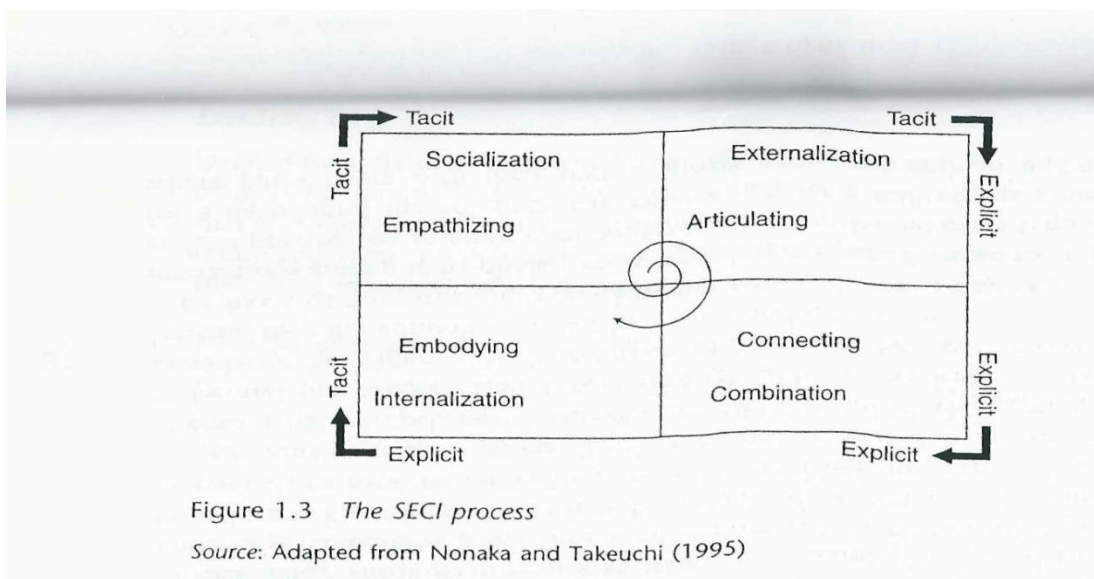 Tacit Tacit
Tacit Socialization Externalization Explicit
Empathizing Articulating
Tacit Embodying Connecting Explicit
Internalization Combination
Explicit Explicit
Figure 1.3 The SECI process
Source: Adapted from Nonaka and Takeuchi (1995)